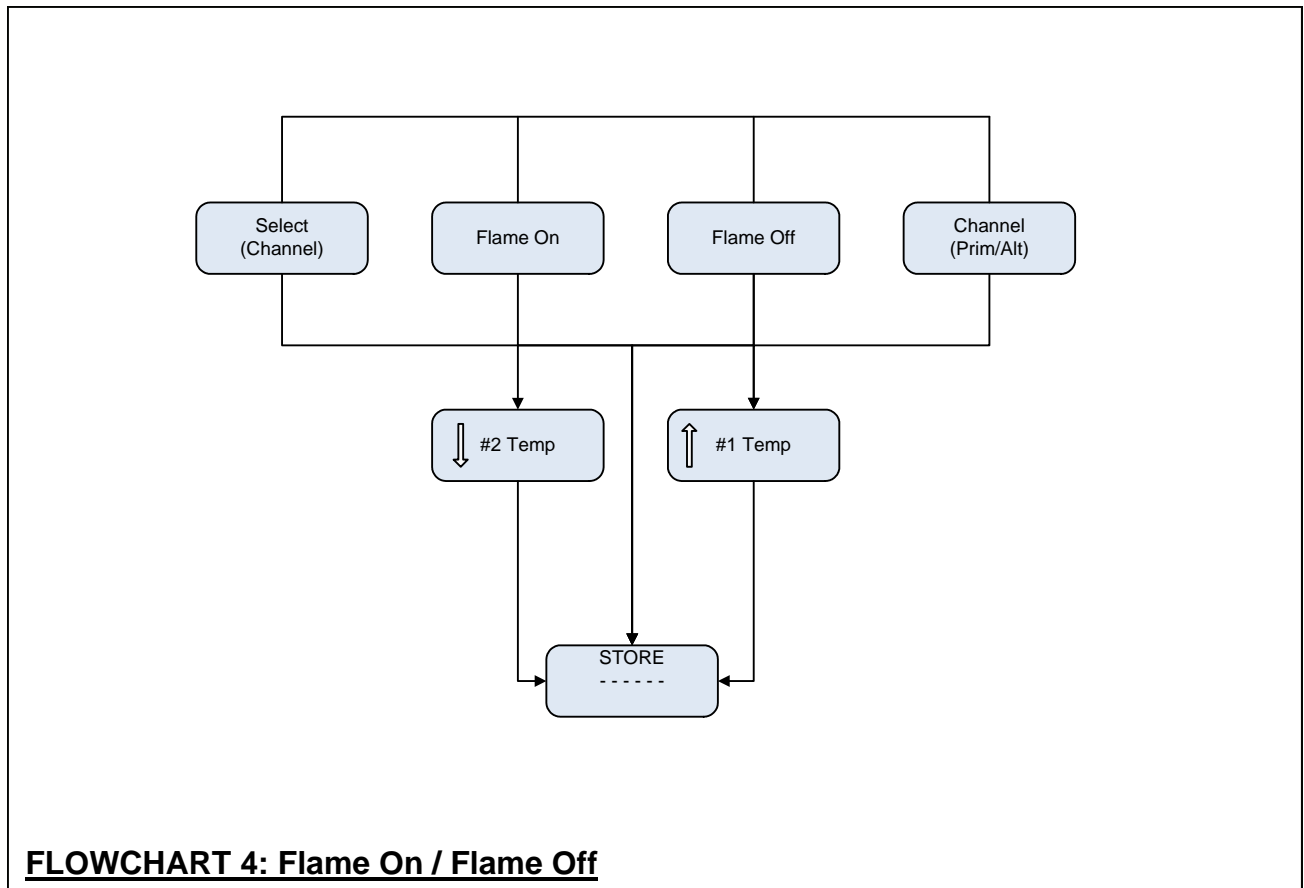 Select
(Channel)
Flame On
Flame Off
Channel
(Prim/Alt)
#2 Temp
#1 Temp
STORE
- - - - - -
FLOWCHART 4: Flame On / Flame Off